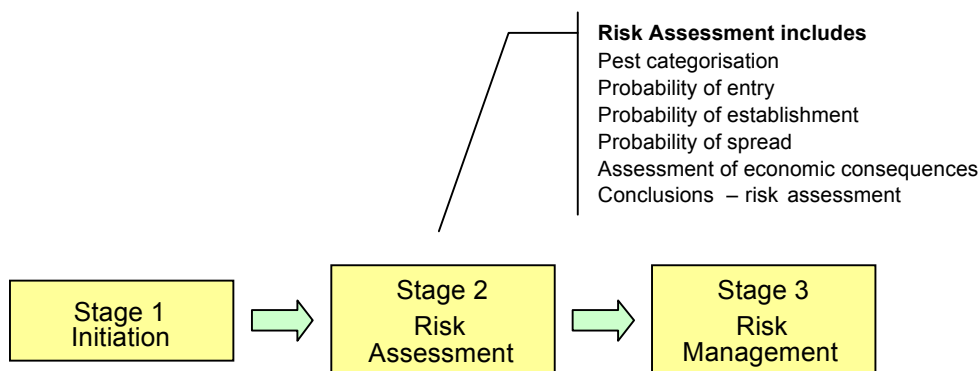 Risk Assessment includes
Pest categorisation
Probability of entry
Probability of establishment
Probability of spread
Assessment of economic consequences
Conclusions – risk assessment
Stage 1
Initiation
Stage 2
Risk
Assessment
Stage 3
Risk
Management